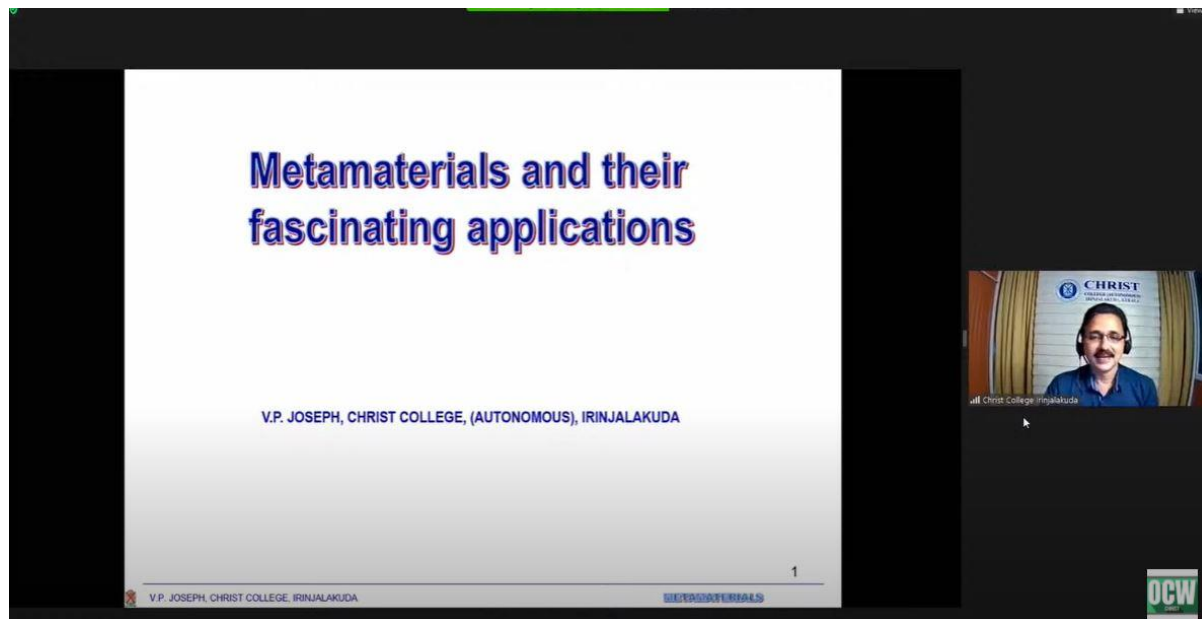 View
Metamaterials and their
fascinating applications
V.P. JOSEPH, CHRIST COLLEGE, (AUTONOMOUS), IRINJALAKUDA
1
V.P. JOSEPH, CHRIST COLLEGE, IRINJALAKUDA
METAMATERIALS
CHRIST
Christ College Irinjalakuda
OCW